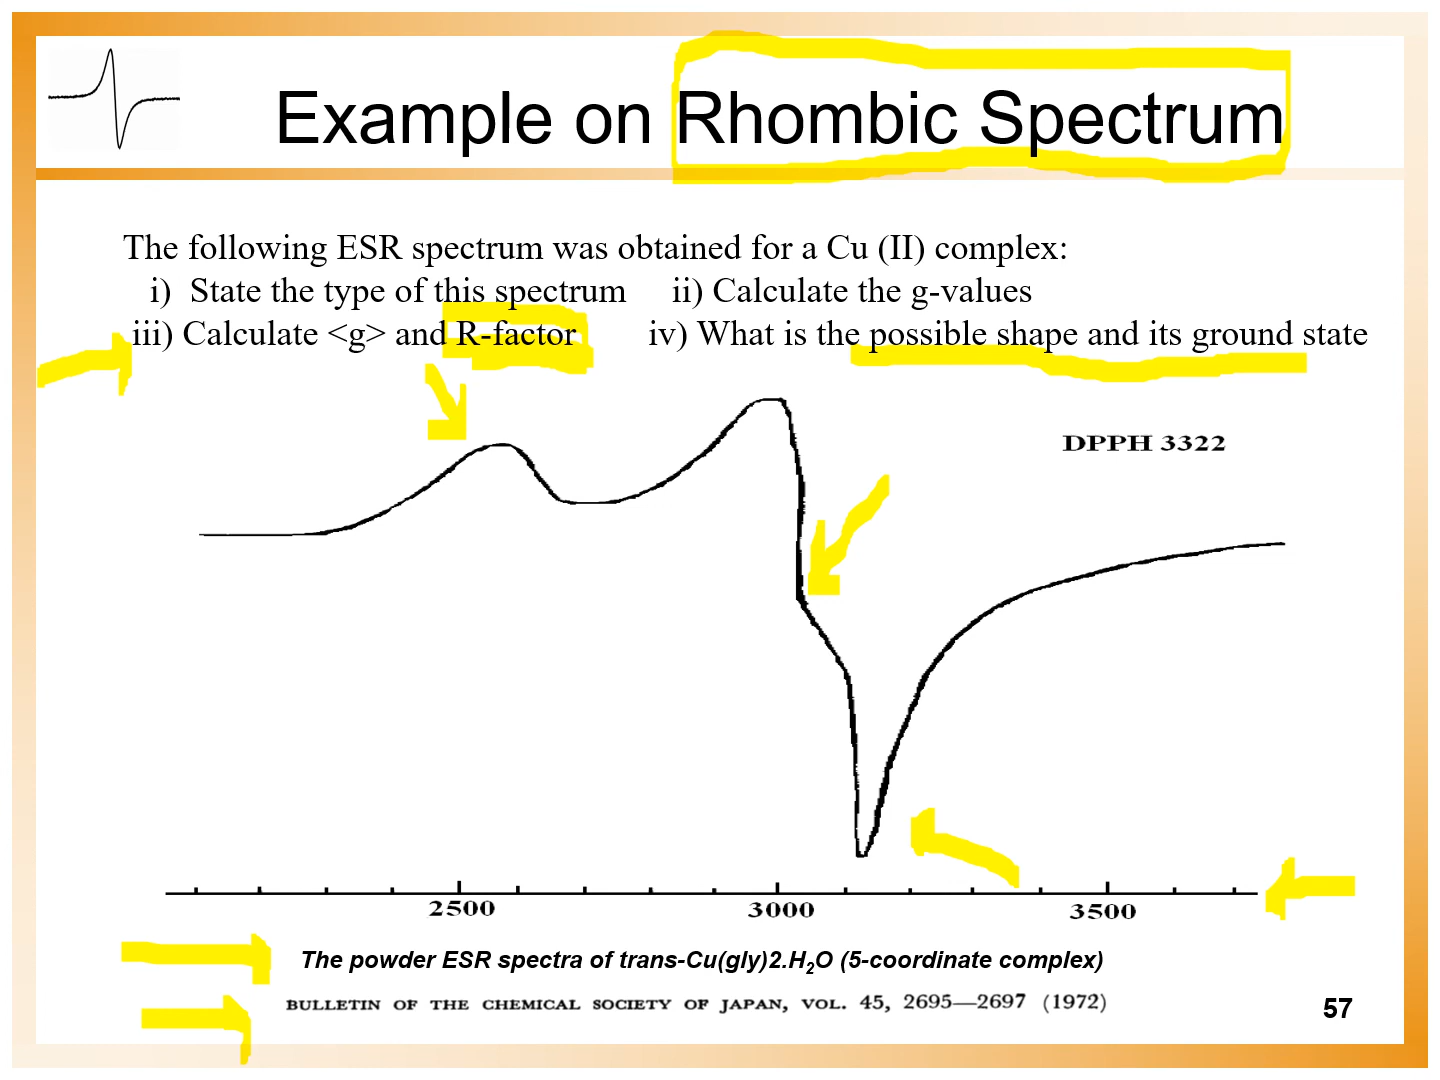 Example on Rhombic Spectrum
The following ESR spectrum was obtained for a Cu (II) complex:
i) State the type of this spectrum ii) Calculate the g-values
iii) Calculate <g> and R-factor iv) What is the possible shape and its ground state
DPPH 3322
2500 3000 3500
The powder ESR spectra of trans-Cu(gly)2.H2O (5-coordinate complex)
BULLETIN OF THE CHEMICAL SOCIETY OF JAPAN, VOL. 45, 2695—2697 (1972)
57